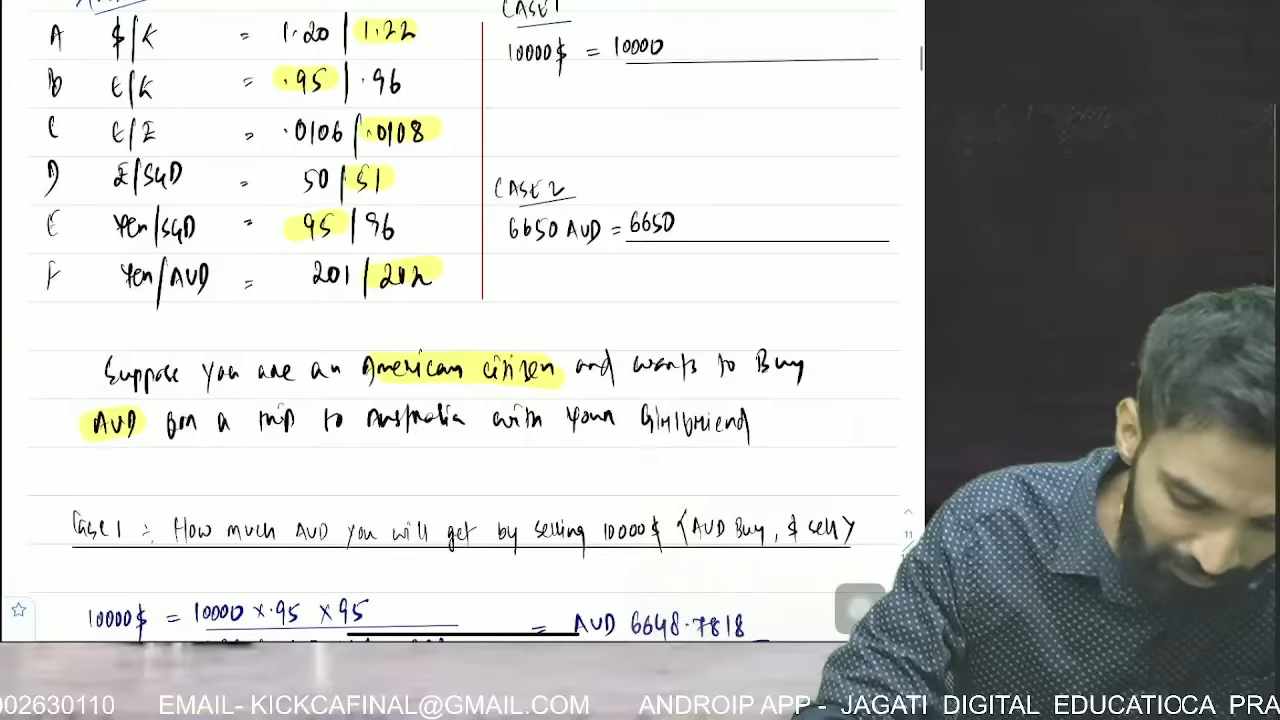 CASE 1
A $/K = 1.20 | 1.22
10000$ = 10000
B €/K = .95 | .96
C €/£ = .0106 | .0108
D £/SGD 50 | 51
CASE 2
E Yen/SGD = 95 | 96
6650 AUD = 6650
F Yen/AUD = 201 | 202
Suppose you are an American citizen and wants to Buy
AUD for a trip to Australia with your Girlfriend
Case 1 :- How much AUD you will get by selling 10000$ {AUD Buy, $ sell}
10000$ = 10000 x .95 x 95 = AUD 6648.7818
002630110 EMAIL- KICKCAFINAL@GMAIL.COM ANDROIP APP - JAGATI DIGITAL EDUCATIOCCA PRA